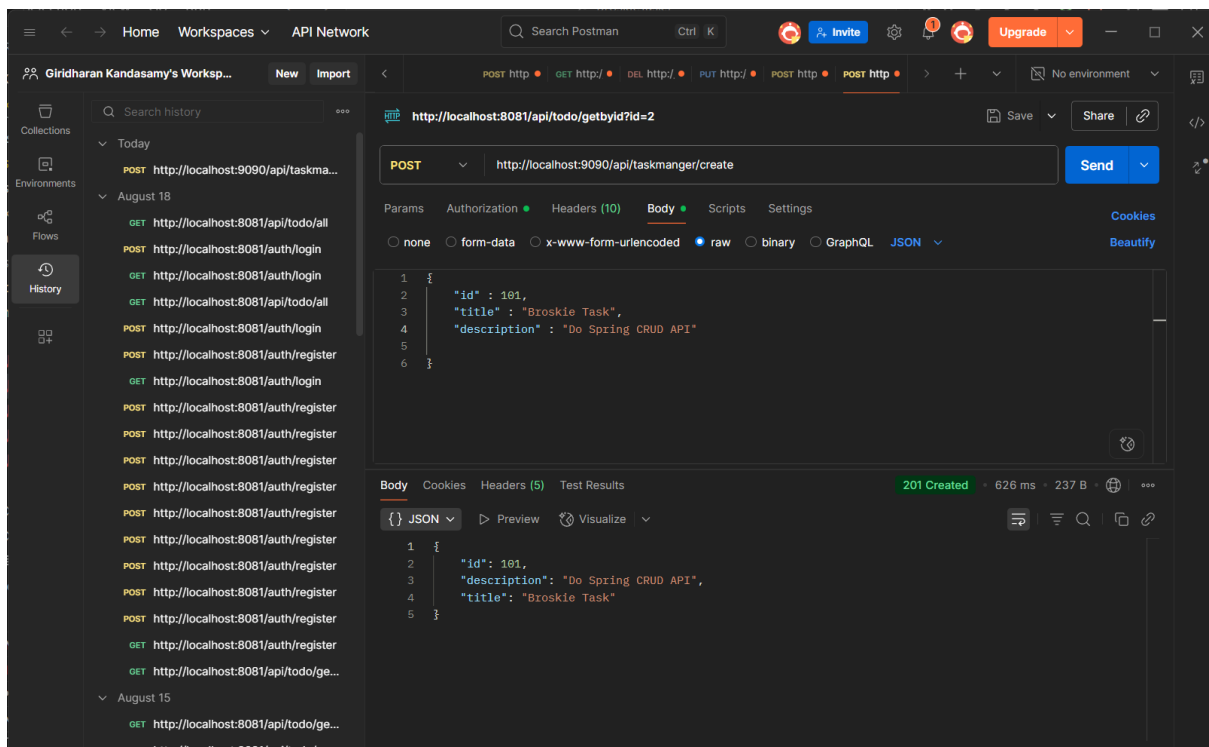 Home Workspaces API Network Search Postman Ctrl K Invite 1 Upgrade
Giridharan Kandasamy's Worksp... New Import POST http GET http:/ DEL http:/. PUT http:/ POST http POST http No environment
Collections
Environments
Flows
History
Search history
Today
POST http://localhost:9090/api/taskma...
August 18
GET http://localhost:8081/api/todo/all
POST http://localhost:8081/auth/login
GET http://localhost:8081/auth/login
GET http://localhost:8081/api/todo/all
POST http://localhost:8081/auth/login
POST http://localhost:8081/auth/register
GET http://localhost:8081/auth/login
POST http://localhost:8081/auth/register
POST http://localhost:8081/auth/register
POST http://localhost:8081/auth/register
POST http://localhost:8081/auth/register
POST http://localhost:8081/auth/register
POST http://localhost:8081/auth/register
POST http://localhost:8081/auth/register
POST http://localhost:8081/auth/register
POST http://localhost:8081/auth/register
GET http://localhost:8081/auth/register
GET http://localhost:8081/api/todo/ge...
August 15
GET http://localhost:8081/api/todo/ge...
HTTP http://localhost:8081/api/todo/getbyid?id=2 Save Share
POST http://localhost:9090/api/taskmanger/create Send
Params Authorization Headers (10) Body Scripts Settings Cookies
none form-data x-www-form-urlencoded raw binary GraphQL JSON Beautify
1 {
2 "id" : 101,
3 "title" : "Broskie Task",
4 "description" : "Do Spring CRUD API"
5
6 }
Body Cookies Headers (5) Test Results 201 Created 626 ms 237 B
{} JSON Preview Visualize
1 {
2 "id": 101,
3 "description": "Do Spring CRUD API",
4 "title": "Broskie Task"
5 }